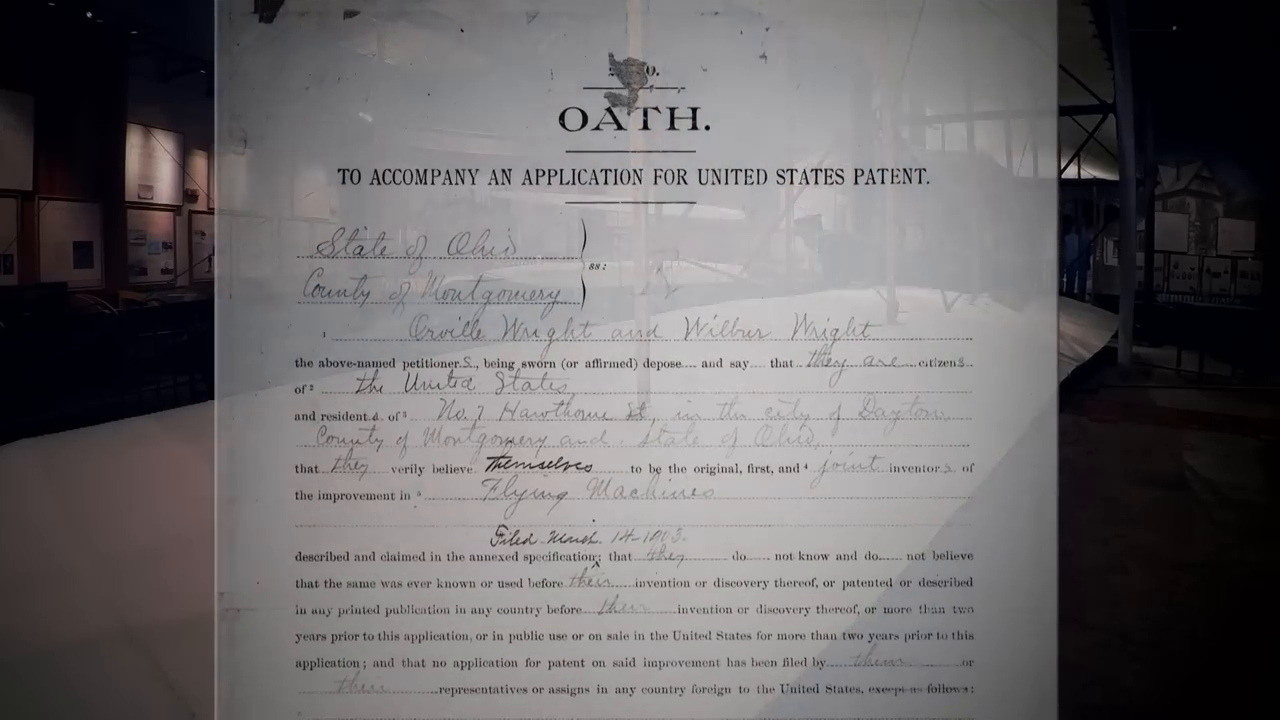 O.
OATH.
TO ACCOMPANY AN APPLICATION FOR UNITED STATES PATENT.
State of Ohio
ss:
County of Montgomery
1 Orville Wright and Wilbur Wright
the above-named petitioners, being sworn (or affirmed) depose.... and say.... that they are citizens
of 2 the United States
and residents of 3 No. 7 Hawthorne St., in the city of Dayton,
County of Montgomery and State of Ohio,
that they verily believe themselves to be the original, first, and 4 joint inventors of
the improvement in 5 Flying Machines
Filed March 14-1903.
described and claimed in the annexed specification; that they do...... not know and do...... not believe
that the same was ever known or used before their invention or discovery thereof, or patented or described
in any printed publication in any country before their invention or discovery thereof, or more than two
years prior to this application, or in public use or on sale in the United States for more than two years prior to this
application; and that no application for patent on said improvement has been filed by them or
their representatives or assigns in any country foreign to the United States, except as follows: